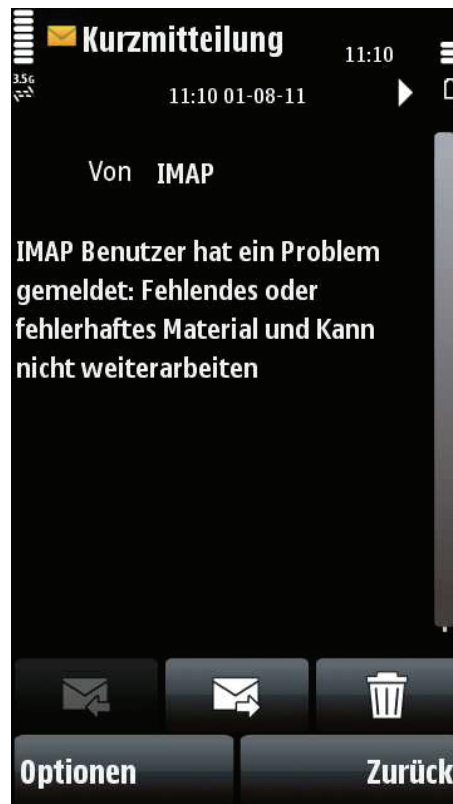 Kurzmitteilung
11:10
3.5G
11:10 01-08-11
Von IMAP
IMAP Benutzer hat ein Problem
gemeldet: Fehlendes oder
fehlerhaftes Material und Kann
nicht weiterarbeiten
Optionen
Zurück